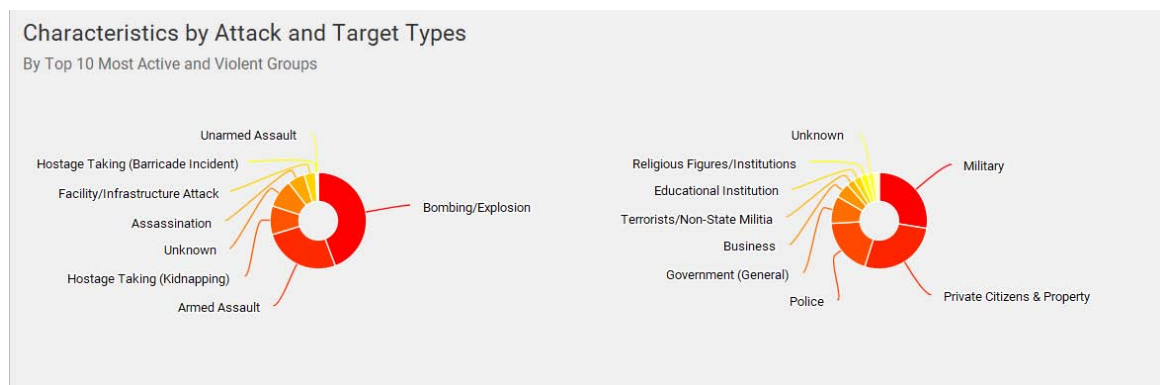 Characteristics by Attack and Target Types
By Top 10 Most Active and Violent Groups
Unarmed Assault
Hostage Taking (Barricade Incident)
Facility/Infrastructure Attack
Assassination
Unknown
Hostage Taking (Kidnapping)
Armed Assault
Bombing/Explosion
Unknown
Religious Figures/Institutions
Educational Institution
Terrorists/Non-State Militia
Business
Government (General)
Police
Military
Private Citizens & Property